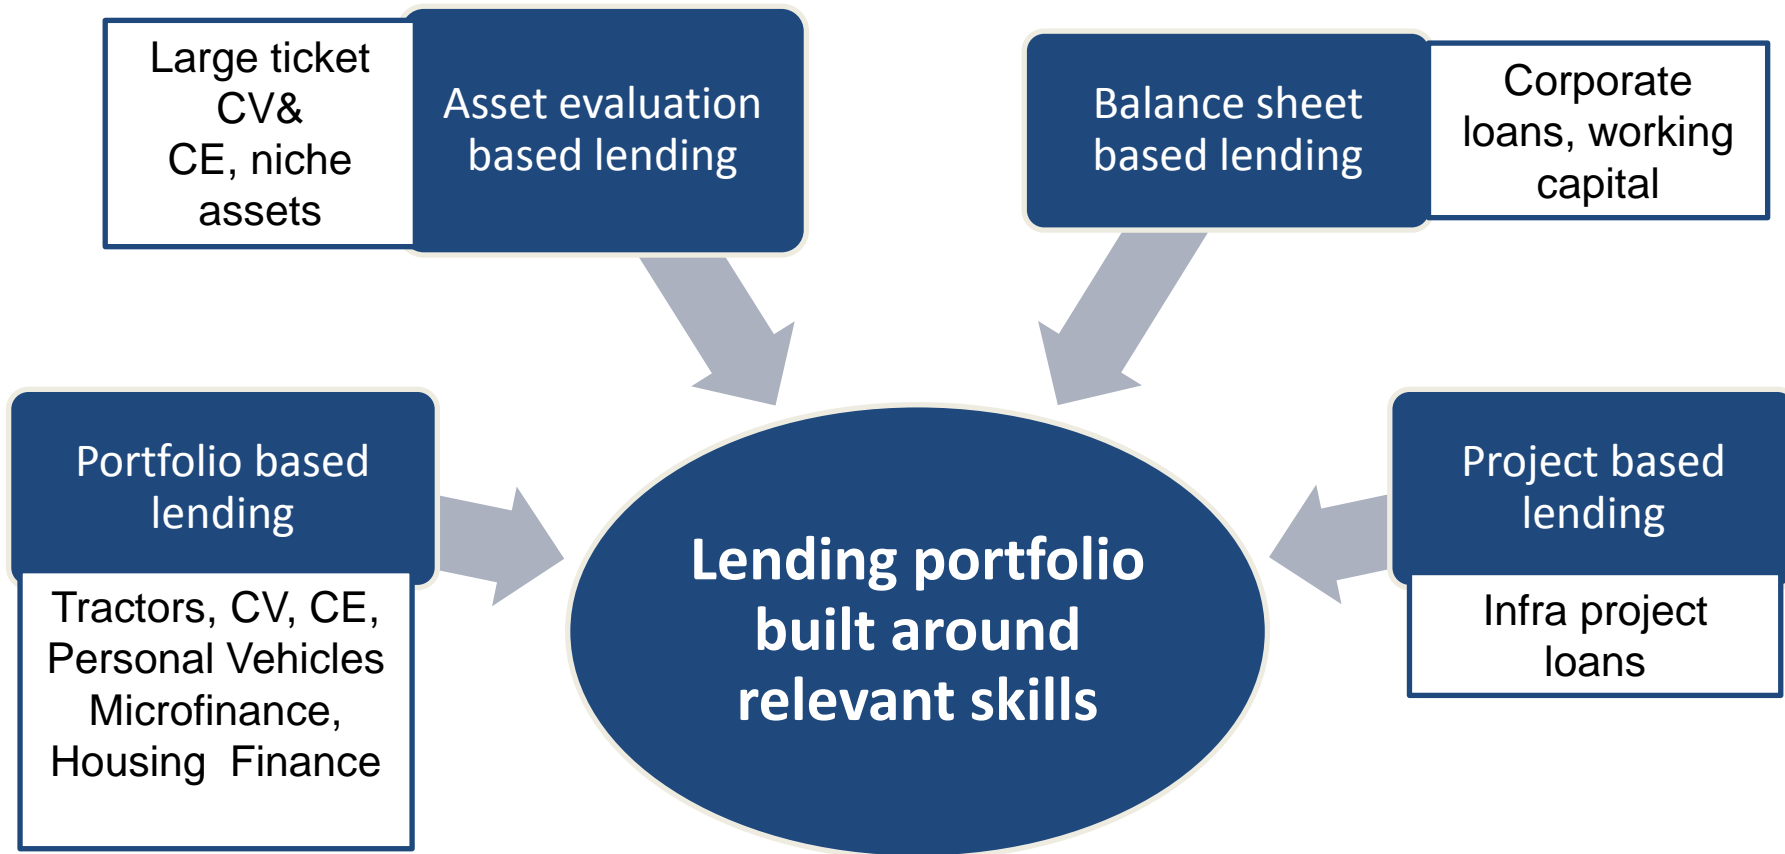 Large ticket
CV&
CE, niche
assets
Asset evaluation
based lending
Balance sheet
based lending
Corporate
loans, working
capital
Portfolio based
lending
Tractors, CV, CE,
Personal Vehicles
Microfinance,
Housing  Finance
Lending portfolio
built around
relevant skills
Project based
lending
Infra project
loans